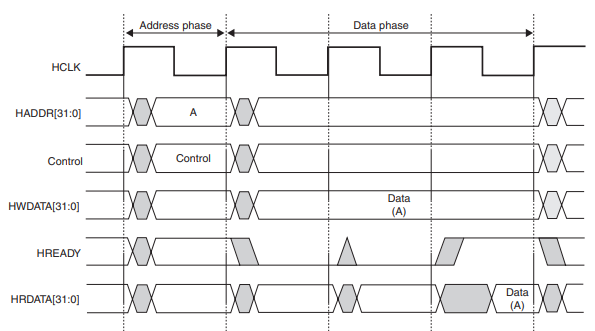 Address phase
Data phase
HCLK
HADDR[31:0]
A
Control
Control
HWDATA[31:0]
Data
(A)
HREADY
HRDATA[31:0]
Data
(A)